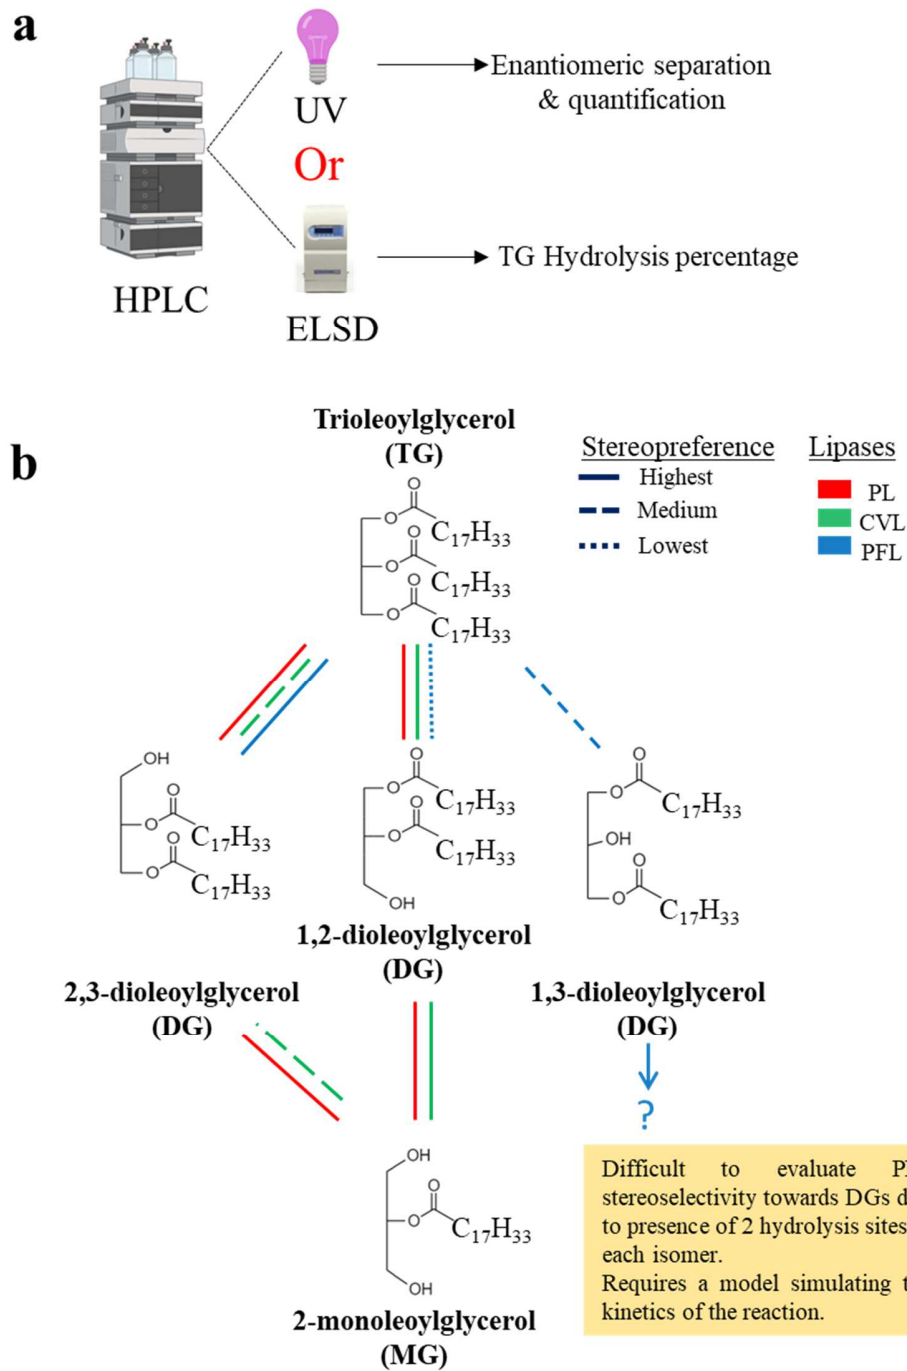 a
UV
Enantiomeric separation
& quantification
Or
HPLC
ELSD
TG Hydrolysis percentage
b
Trioleoylglycerol
(TG)
Stereopreference
Highest
Medium
Lowest
Lipases
PL
CVL
PFL
O
O
C17H33
O
O
C17H33
O
O
C17H33
OH
O
O
C17H33
O
O
C17H33
O
O
C17H33
O
O
C17H33
OH
O
O
C17H33
OH
O
O
C17H33
1,2-dioleoylglycerol
(DG)
2,3-dioleoylglycerol
(DG)
1,3-dioleoylglycerol
(DG)
?
OH
O
O
C17H33
OH
2-monoleoylglycerol
(MG)
Difficult to evaluate
stereoselectivity towards DGs
to presence of 2 hydrolysis sites
each isomer.
Requires a model simulating
kinetics of the reaction.